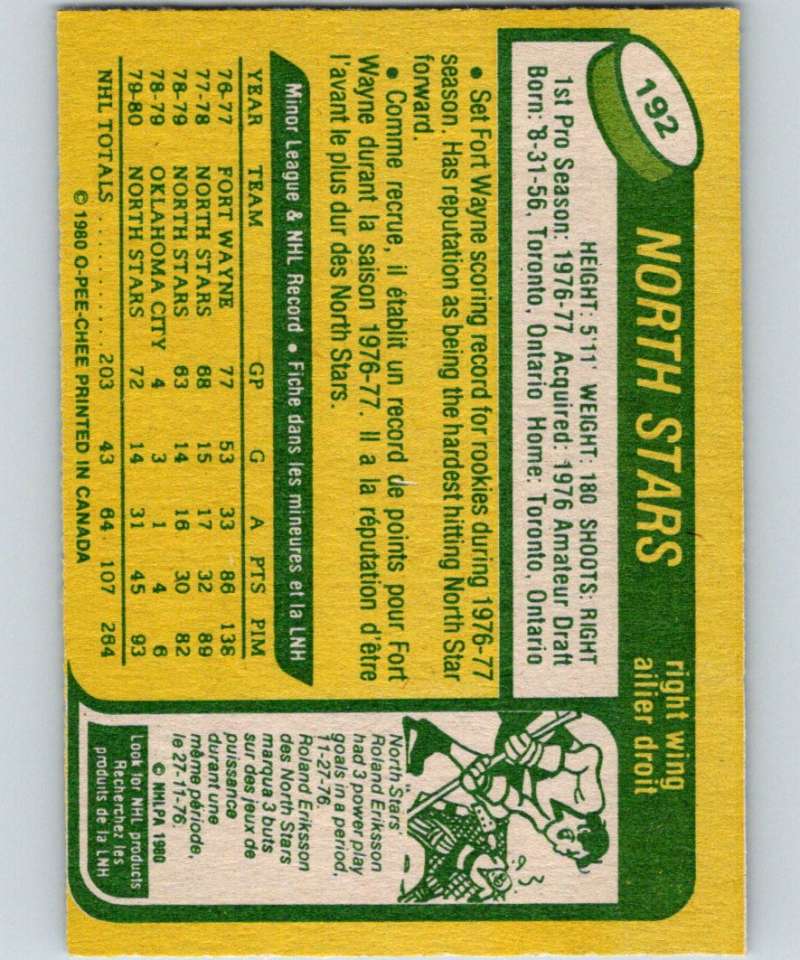 192
NORTH STARS
right wing
ailier droit
HEIGHT: 5'11' WEIGHT: 180 SHOOTS: RIGHT
1st Pro Season: 1976-77 Acquired: 1976 Amateur Draft
Born: 8-31-56, Toronto, Ontario Home: Toronto, Ontario
• Set Fort Wayne scoring record for rookies during 1976-77
season. Has reputation as being the hardest hitting North Star
forward.
• Comme recrue, il établit un record de points pour Fort
Wayne durant la saison 1976-77. Il a la réputation d'être
l'avant le plus dur des North Stars.
Minor League & NHL Record • Fiche dans les mineures et la LNH
YEAR TEAM GP G A PTS PIM
76-77 FORT WAYNE 77 53 33 86 138
77-78 NORTH STARS 68 15 17 32 89
78-79 NORTH STARS 63 14 16 30 82
78-79 OKLAHOMA CITY 4 3 1 4 6
79-80 NORTH STARS 72 14 31 45 93
NHL TOTALS ........... 203 43 64 107 264
© 1980 O-PEE-CHEE PRINTED IN CANADA
North Stars'
Roland Eriksson
had 3 power play
goals in a period,
11-27-76.
Roland Eriksson
des North Stars
marqua 3 buts
sur des jeux de
puissance
durant une
même période,
le 27-11-76.
© NHLPA 1980
Look for NHL products
Recherchez les
produits de la LNH